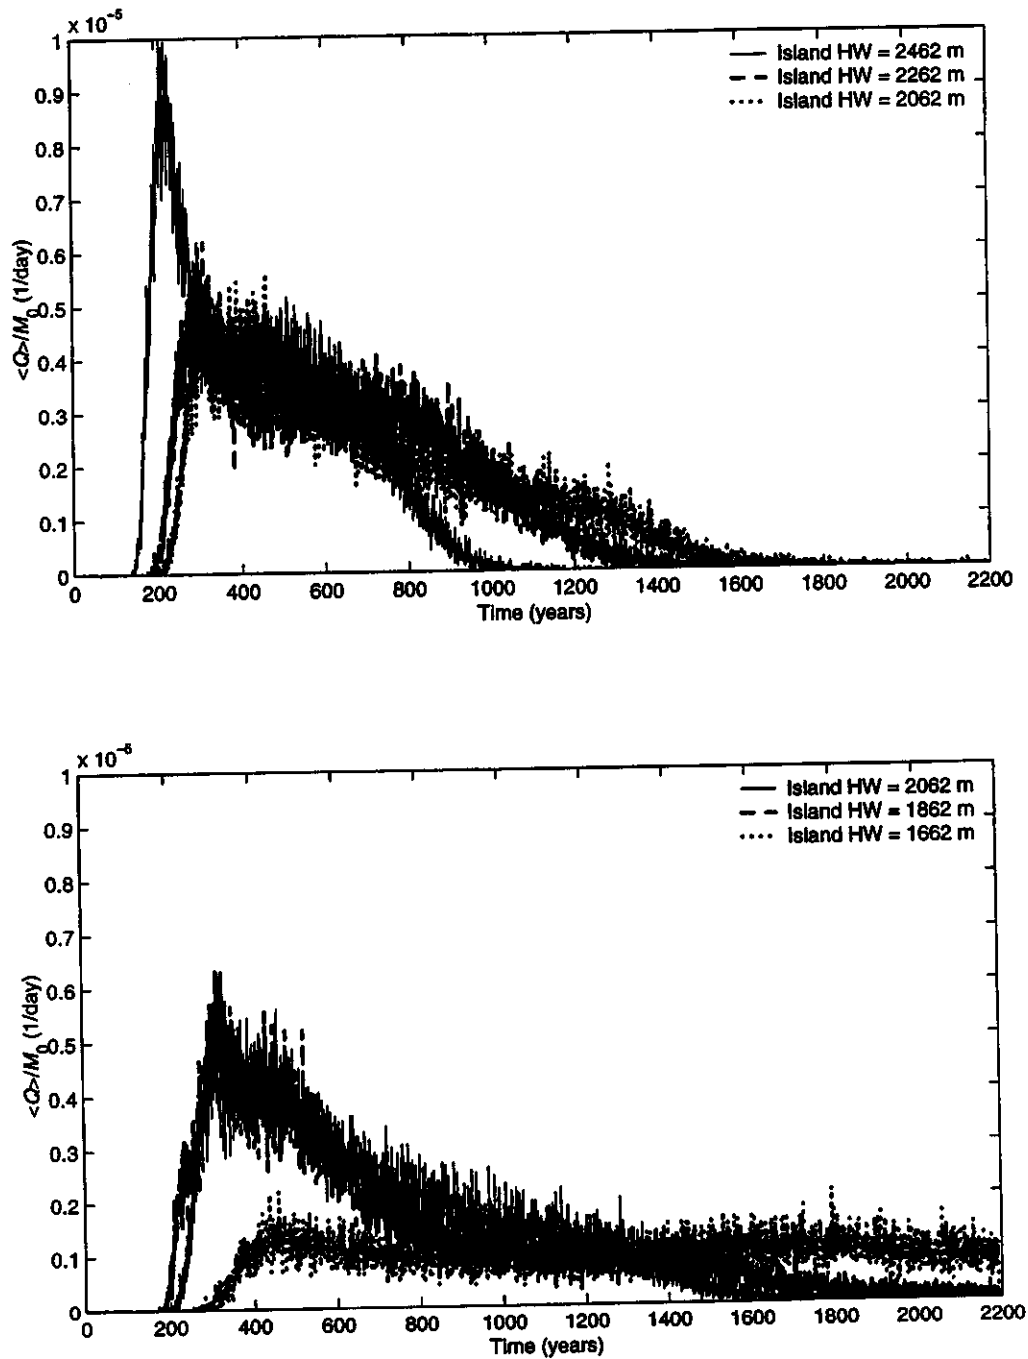 x 10⁻⁵
1
0.9
0.8
0.7
0.6
0.5
0.4
0.3
0.2
0.1
0
<Q>/M₀ (1/day)
Island HW = 2462 m
Island HW = 2262 m
Island HW = 2062 m
0 200 400 600 800 1000 1200 1400 1600 1800 2000 2200
Time (years)
x 10⁻⁵
1
0.9
0.8
0.7
0.6
0.5
0.4
0.3
0.2
0.1
0
<Q>/M₀ (1/day)
Island HW = 2062 m
Island HW = 1862 m
Island HW = 1662 m
0 200 400 600 800 1000 1200 1400 1600 1800 2000 2200
Time (years)